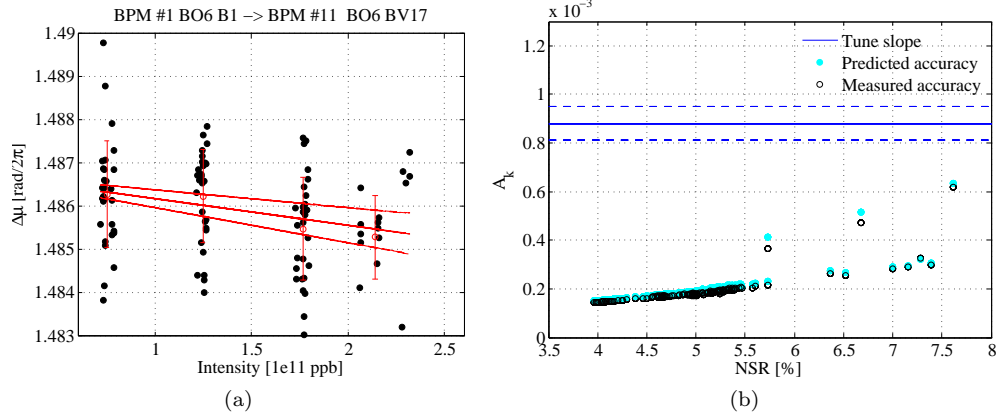 BPM #1 BO6 B1 −> BPM #11 BO6 BV17
1.49
1.489
1.488
1.487
1.486
1.485
1.484
1.483
Δμ [rad/2π]
1
1.5
2
2.5
Intensity [1e11 ppb]
(a)
x 10⁻³
1.2
1
0.8
0.6
0.4
0.2
0
A_k
Tune slope
Predicted accuracy
Measured accuracy
3.5
4
4.5
5
5.5
6
6.5
7
7.5
8
NSR [%]
(b)